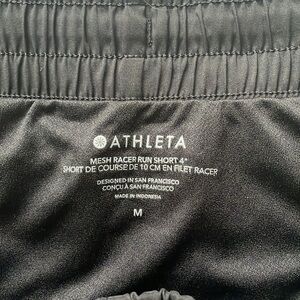 ATHLETA
MESH RACER RUN SHORT 4"
SHORT DE COURSE DE 10 CM EN FILET RACER
DESIGNED IN SAN FRANCISCO
CONÇU À SAN FRANCISCO
MADE IN INDONESIA
M